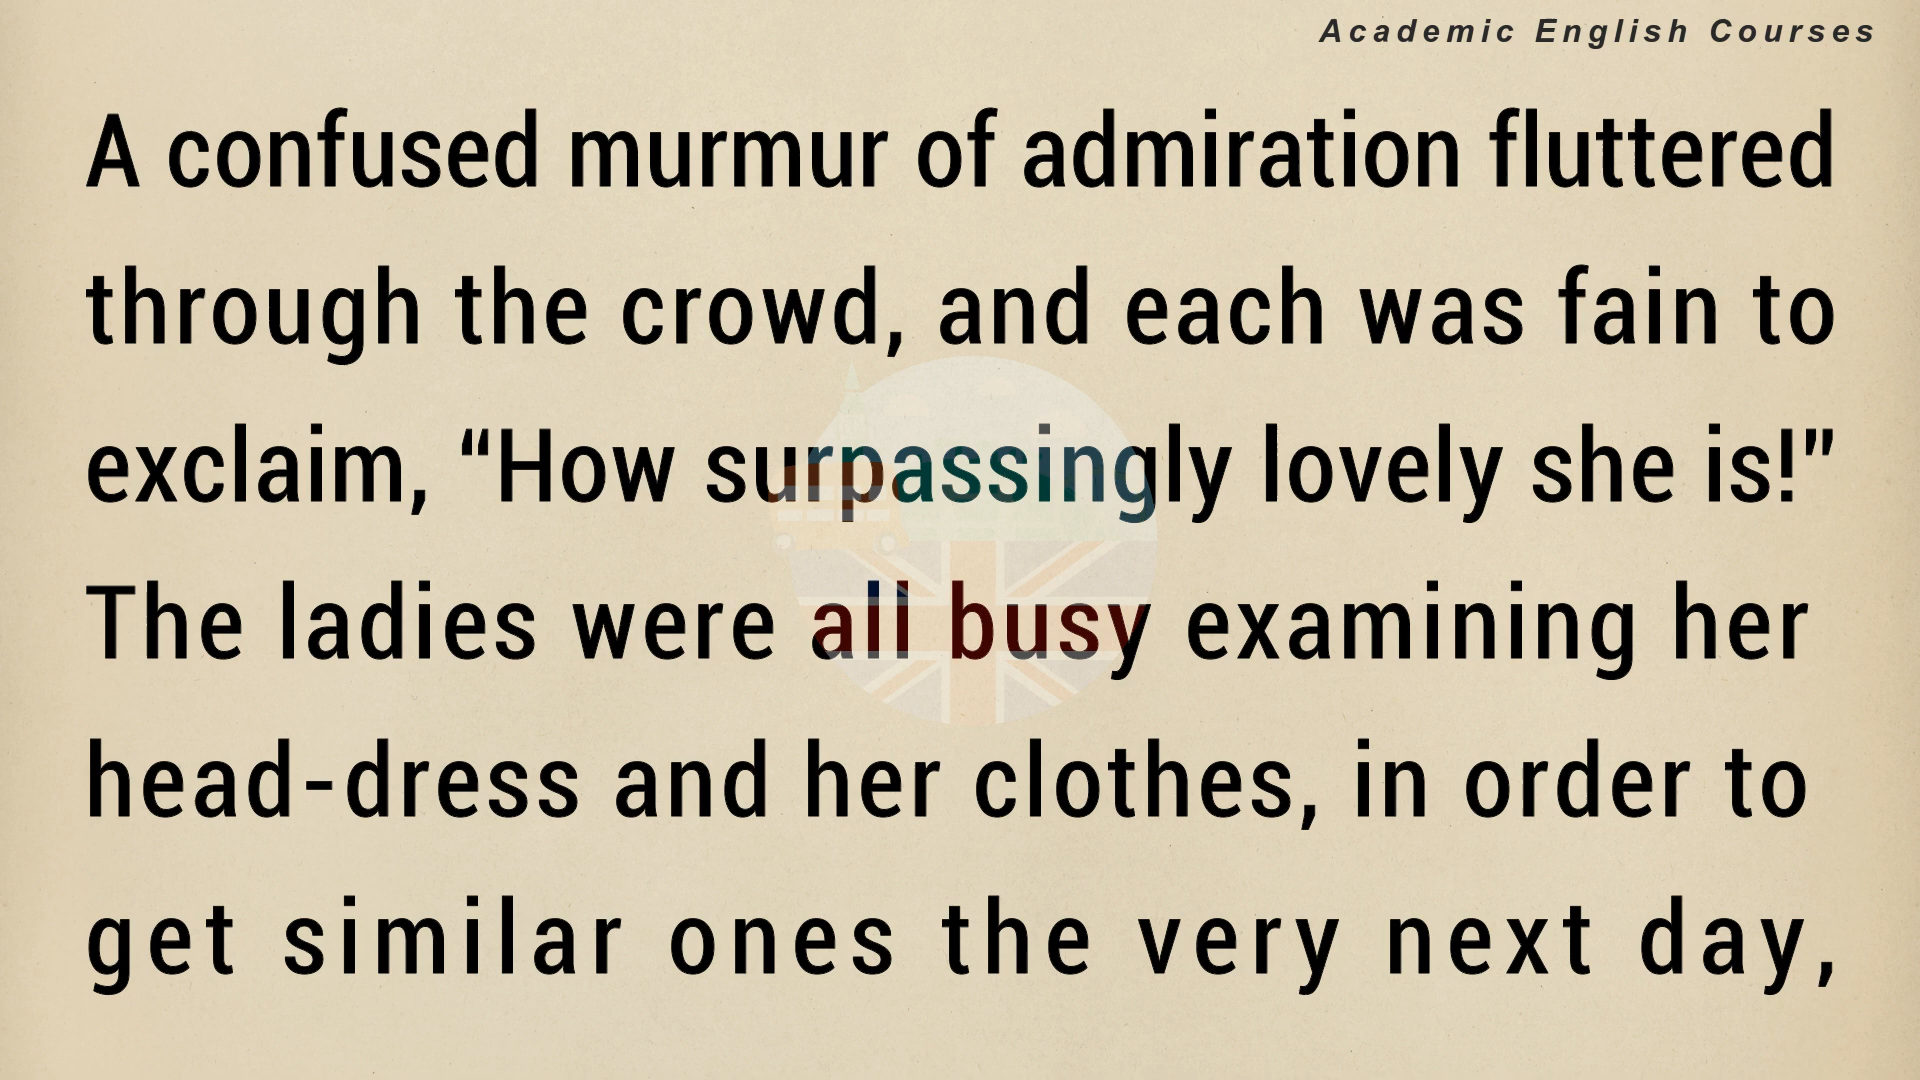 Academic English Courses
A confused murmur of admiration fluttered
through the crowd, and each was fain to
exclaim, “How surpassingly lovely she is!”
The ladies were all busy examining her
head-dress and her clothes, in order to
get similar ones the very next day,